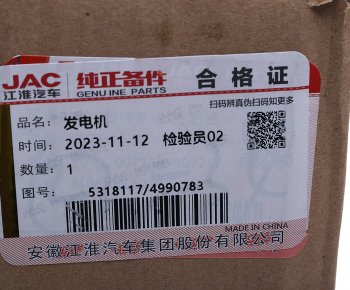 JAC 纯正备件 合格证
江淮汽车 GENUINE PARTS
扫码辨真伪扫码知更多
品名： 发电机
时间： 2023-11-12 检验员02
数量： 1
图号： 5318117/4990783
MADE IN CHINA
安徽江淮汽车集团股份有限公司